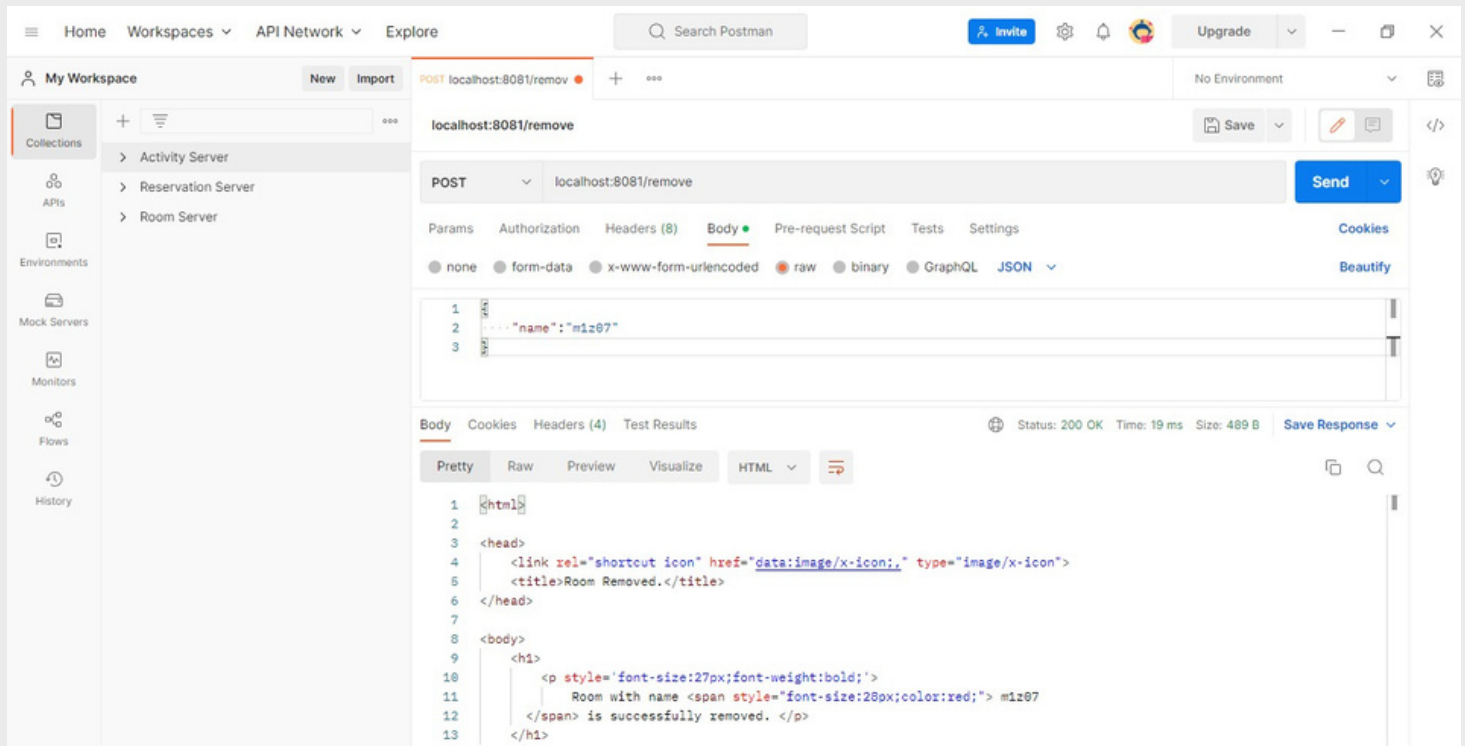 Home Workspaces API Network Explore Search Postman Invite Upgrade
My Workspace New Import POST localhost:8081/remov No Environment
Collections
APIs
Environments
Mock Servers
Monitors
Flows
History
Activity Server
Reservation Server
Room Server
localhost:8081/remove Save
POST localhost:8081/remove Send
Params Authorization Headers (8) Body Pre-request Script Tests Settings Cookies
none form-data x-www-form-urlencoded raw binary GraphQL JSON Beautify
1 {
2 ····"name":"m1z07"
3 }
Body Cookies Headers (4) Test Results Status: 200 OK Time: 19 ms Size: 489 B Save Response
Pretty Raw Preview Visualize HTML
1 <html>
2
3 <head>
4 <link rel="shortcut icon" href="data:image/x-icon;," type="image/x-icon">
5 <title>Room Removed.</title>
6 </head>
7
8 <body>
9 <h1>
10 <p style='font-size:27px;font-weight:bold;'>
11 Room with name <span style="font-size:28px;color:red;"> m1z07
12 </span> is successfully removed. </p>
13 </h1>